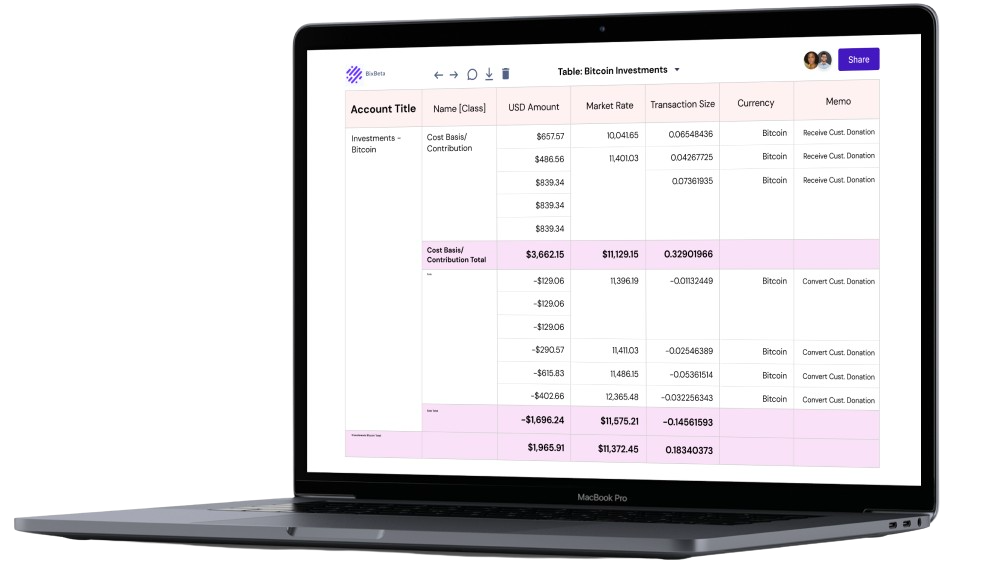 BixBeta
Table: Bitcoin Investments
Share
Account Title Name [Class] USD Amount Market Rate Transaction Size Currency Memo
Investments - Bitcoin Cost Basis/ Contribution $657.57 10,041.65 0.06548436 Bitcoin Receive Cust. Donation
$486.56 11,401.03 0.04267725 Bitcoin Receive Cust. Donation
$839.34 0.07361935 Bitcoin Receive Cust. Donation
$839.34
$839.34
Cost Basis/ Contribution Total $3,662.15 $11,129.15 0.32901966
-$129.06 11,396.19 -0.01132449 Bitcoin Convert Cust. Donation
-$129.06
-$129.06
-$290.57 11,411.03 -0.02546389 Bitcoin Convert Cust. Donation
-$615.83 11,486.15 -0.05361514 Bitcoin Convert Cust. Donation
-$402.66 12,365.48 -0.032256343 Bitcoin Convert Cust. Donation
-$1,696.24 $11,575.21 -0.14561593
$1,965.91 $11,372.45 0.18340373
MacBook Pro